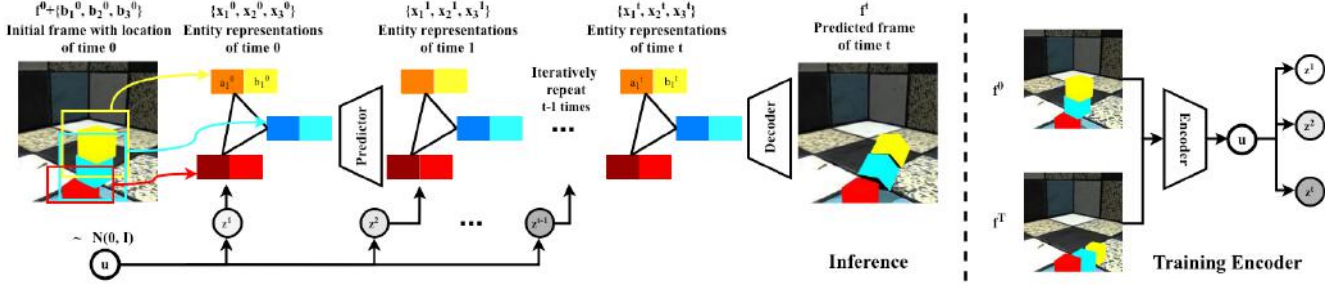 f⁰+{b₁⁰, b₂⁰, b₃⁰}
Initial frame with location
of time 0
{x₁⁰, x₂⁰, x₃⁰}
Entity representations
of time 0
{x₁¹, x₂¹, x₃¹}
Entity representations
of time 1
{x₁ᵗ, x₂ᵗ, x₃ᵗ}
Entity representations
of time t
fᵗ
Predicted frame
of time t
a₁⁰ b₁⁰
Predictor
Iteratively
repeat
t-1 times
...
a₁ᵗ b₁ᵗ
Decoder
z¹
z²
...
zᵗ⁻¹
~ N(0, I)
u
Inference
f⁰
fᵀ
Encoder
u
z¹
z²
zᵗ
Training Encoder